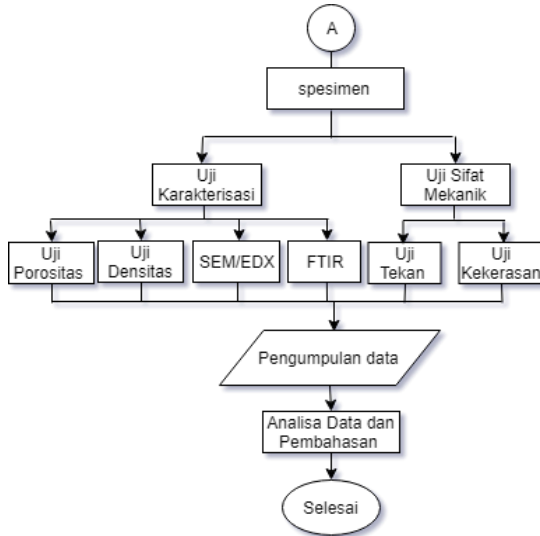 A
spesimen
Uji
Karakterisasi
Uji Sifat
Mekanik
Uji
Porositas
Uji
Densitas
SEM/EDX
FTIR
Uji
Tekan
Uji
Kekerasan
Pengumpulan data
Analisa Data dan
Pembahasan
Selesai